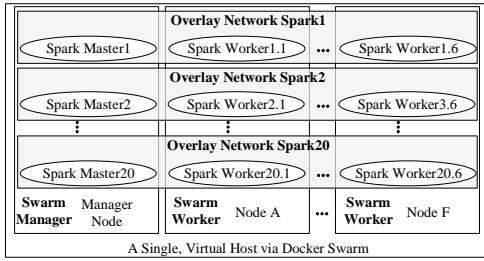 Overlay Network Spark1
Spark Master1 Spark Worker1.1 ... Spark Worker1.6
Overlay Network Spark2
Spark Master2 Spark Worker2.1 ... Spark Worker3.6
Overlay Network Spark20
Spark Master20 Spark Worker20.1 ... Spark Worker20.6
Swarm Manager Manager Node Swarm Worker Node A ... Swarm Worker Node F
A Single, Virtual Host via Docker Swarm